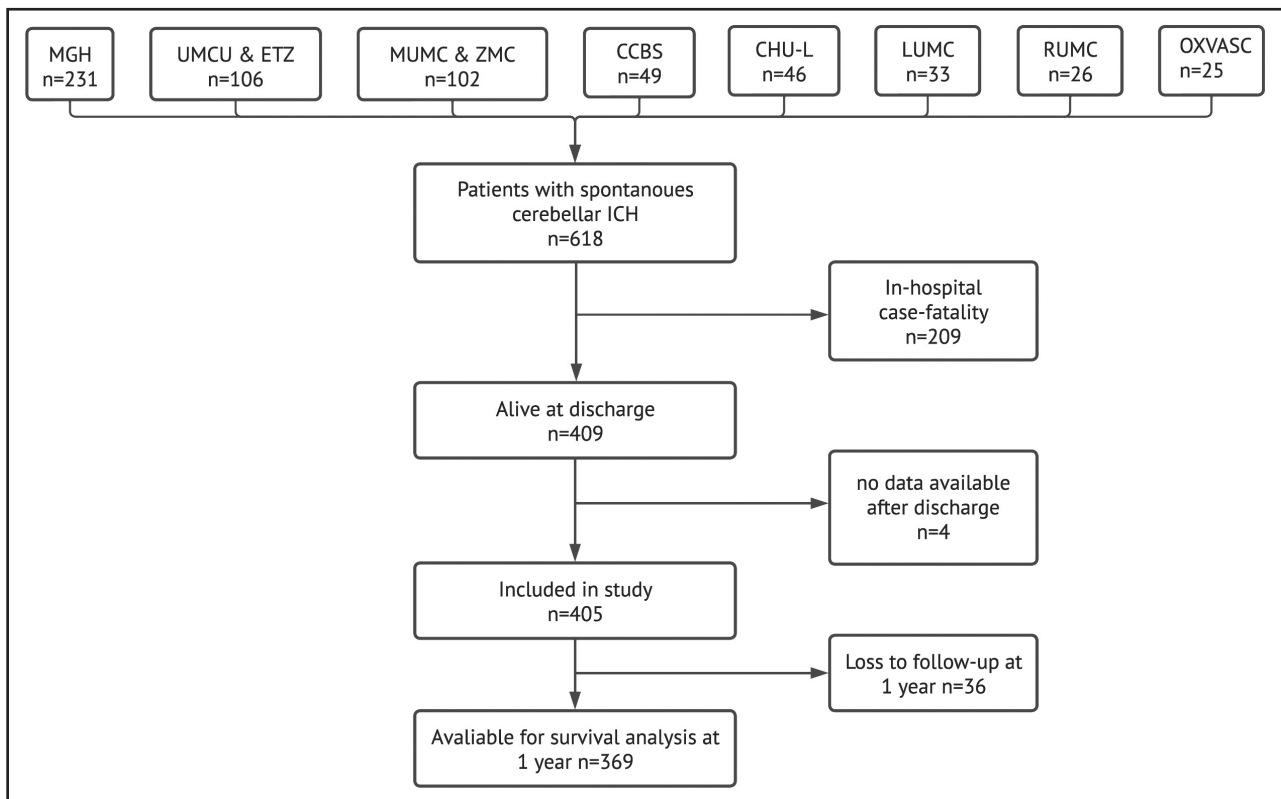 MGH
n=231
UMCU & ETZ
n=106
MUMC & ZMC
n=102
CCBS
n=49
CHU-L
n=46
LUMC
n=33
RUMC
n=26
OXVASC
n=25
Patients with spontanoues
cerebellar ICH
n=618
In-hospital
case-fatality
n=209
Alive at discharge
n=409
no data available
after discharge
n=4
Included in study
n=405
Loss to follow-up at
1 year n=36
Avaliable for survival analysis at
1 year n=369